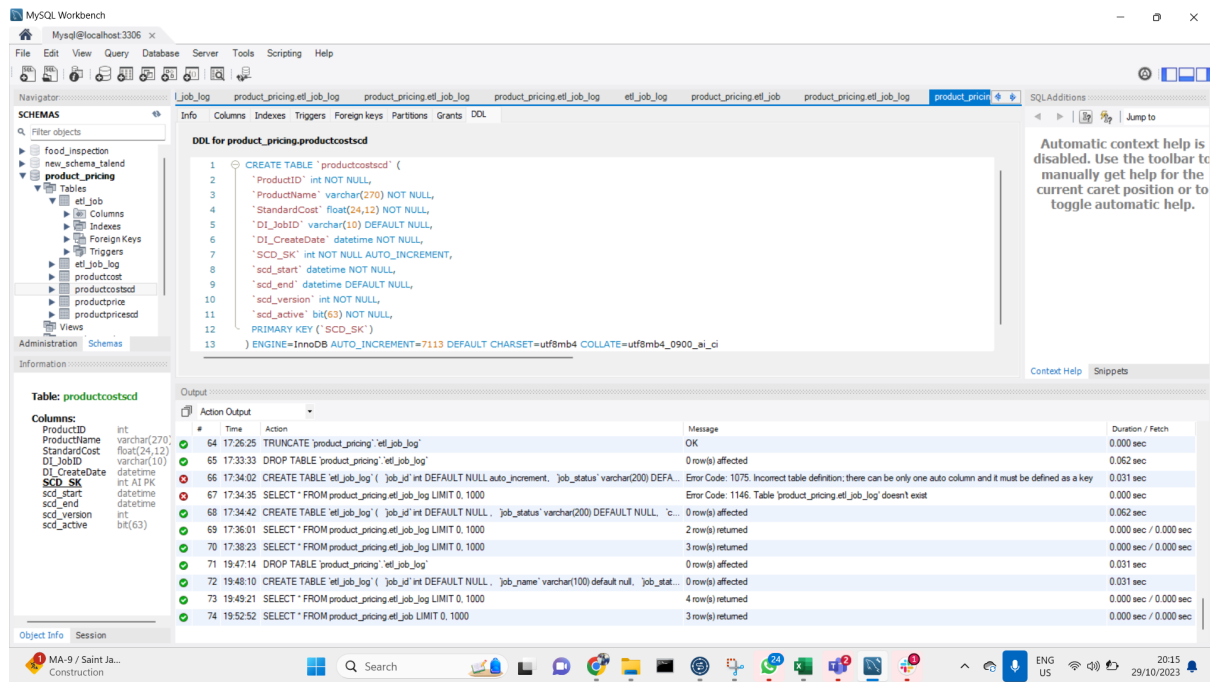 MySQL Workbench
Mysql@localhost:3306
File Edit View Query Database Server Tools Scripting Help
Navigator
SCHEMAS
Filter objects
food_inspection
new_schema_talend
product_pricing
Tables
etl_job
Columns
Indexes
Foreign Keys
Triggers
etl_job_log
productcost
productcostscd
productprice
productpricescd
Views
Administration Schemas
Information
Table: productcostscd
Columns:
ProductID int
ProductName varchar(270)
StandardCost float(24,12)
DI_JobID varchar(10)
DI_CreateDate datetime
SCD_SK int AI PK
scd_start datetime
scd_end datetime
scd_version int
scd_active bit(63)
Object Info Session
l_job_log product_pricing.etl_job_log product_pricing.etl_job_log product_pricing.etl_job_log etl_job_log product_pricing.etl_job product_pricing.etl_job_log product_pricin
Info Columns Indexes Triggers Foreign keys Partitions Grants DDL
DDL for product_pricing.productcostscd
1 CREATE TABLE `productcostscd` (
2 `ProductID` int NOT NULL,
3 `ProductName` varchar(270) NOT NULL,
4 `StandardCost` float(24,12) NOT NULL,
5 `DI_JobID` varchar(10) DEFAULT NULL,
6 `DI_CreateDate` datetime NOT NULL,
7 `SCD_SK` int NOT NULL AUTO_INCREMENT,
8 `scd_start` datetime NOT NULL,
9 `scd_end` datetime DEFAULT NULL,
10 `scd_version` int NOT NULL,
11 `scd_active` bit(63) NOT NULL,
12 PRIMARY KEY (`SCD_SK`)
13 ) ENGINE=InnoDB AUTO_INCREMENT=7113 DEFAULT CHARSET=utf8mb4 COLLATE=utf8mb4_0900_ai_ci
SQLAdditions
Jump to
Automatic context help is
disabled. Use the toolbar to
manually get help for the
current caret position or to
toggle automatic help.
Context Help Snippets
Output
Action Output
# Time Action Message Duration / Fetch
64 17:26:25 TRUNCATE `product_pricing`.`etl_job_log` OK 0.000 sec
65 17:33:33 DROP TABLE `product_pricing`.`etl_job_log` 0 row(s) affected 0.062 sec
66 17:34:02 CREATE TABLE `etl_job_log` ( `job_id` int DEFAULT NULL auto_increment, `job_status` varchar(200) DEFA... Error Code: 1075. Incorrect table definition; there can be only one auto column and it must be defined as a key 0.031 sec
67 17:34:35 SELECT * FROM product_pricing.etl_job_log LIMIT 0, 1000 Error Code: 1146. Table 'product_pricing.etl_job_log' doesn't exist 0.000 sec
68 17:34:42 CREATE TABLE `etl_job_log` ( `job_id` int DEFAULT NULL, `job_status` varchar(200) DEFAULT NULL, `c... 0 row(s) affected 0.062 sec
69 17:36:01 SELECT * FROM product_pricing.etl_job_log LIMIT 0, 1000 2 row(s) returned 0.000 sec / 0.000 sec
70 17:38:23 SELECT * FROM product_pricing.etl_job_log LIMIT 0, 1000 3 row(s) returned 0.000 sec / 0.000 sec
71 19:47:14 DROP TABLE `product_pricing`.`etl_job_log` 0 row(s) affected 0.031 sec
72 19:48:10 CREATE TABLE `etl_job_log` ( `job_id` int DEFAULT NULL , `job_name` varchar(100) default null, `job_stat... 0 row(s) affected 0.031 sec
73 19:49:21 SELECT * FROM product_pricing.etl_job_log LIMIT 0, 1000 4 row(s) returned 0.000 sec / 0.000 sec
74 19:52:52 SELECT * FROM product_pricing.etl_job LIMIT 0, 1000 3 row(s) returned 0.000 sec / 0.000 sec
MA-9 / Saint Ja...
Construction
Search
24
2
1
ENG
US
20:15
29/10/2023